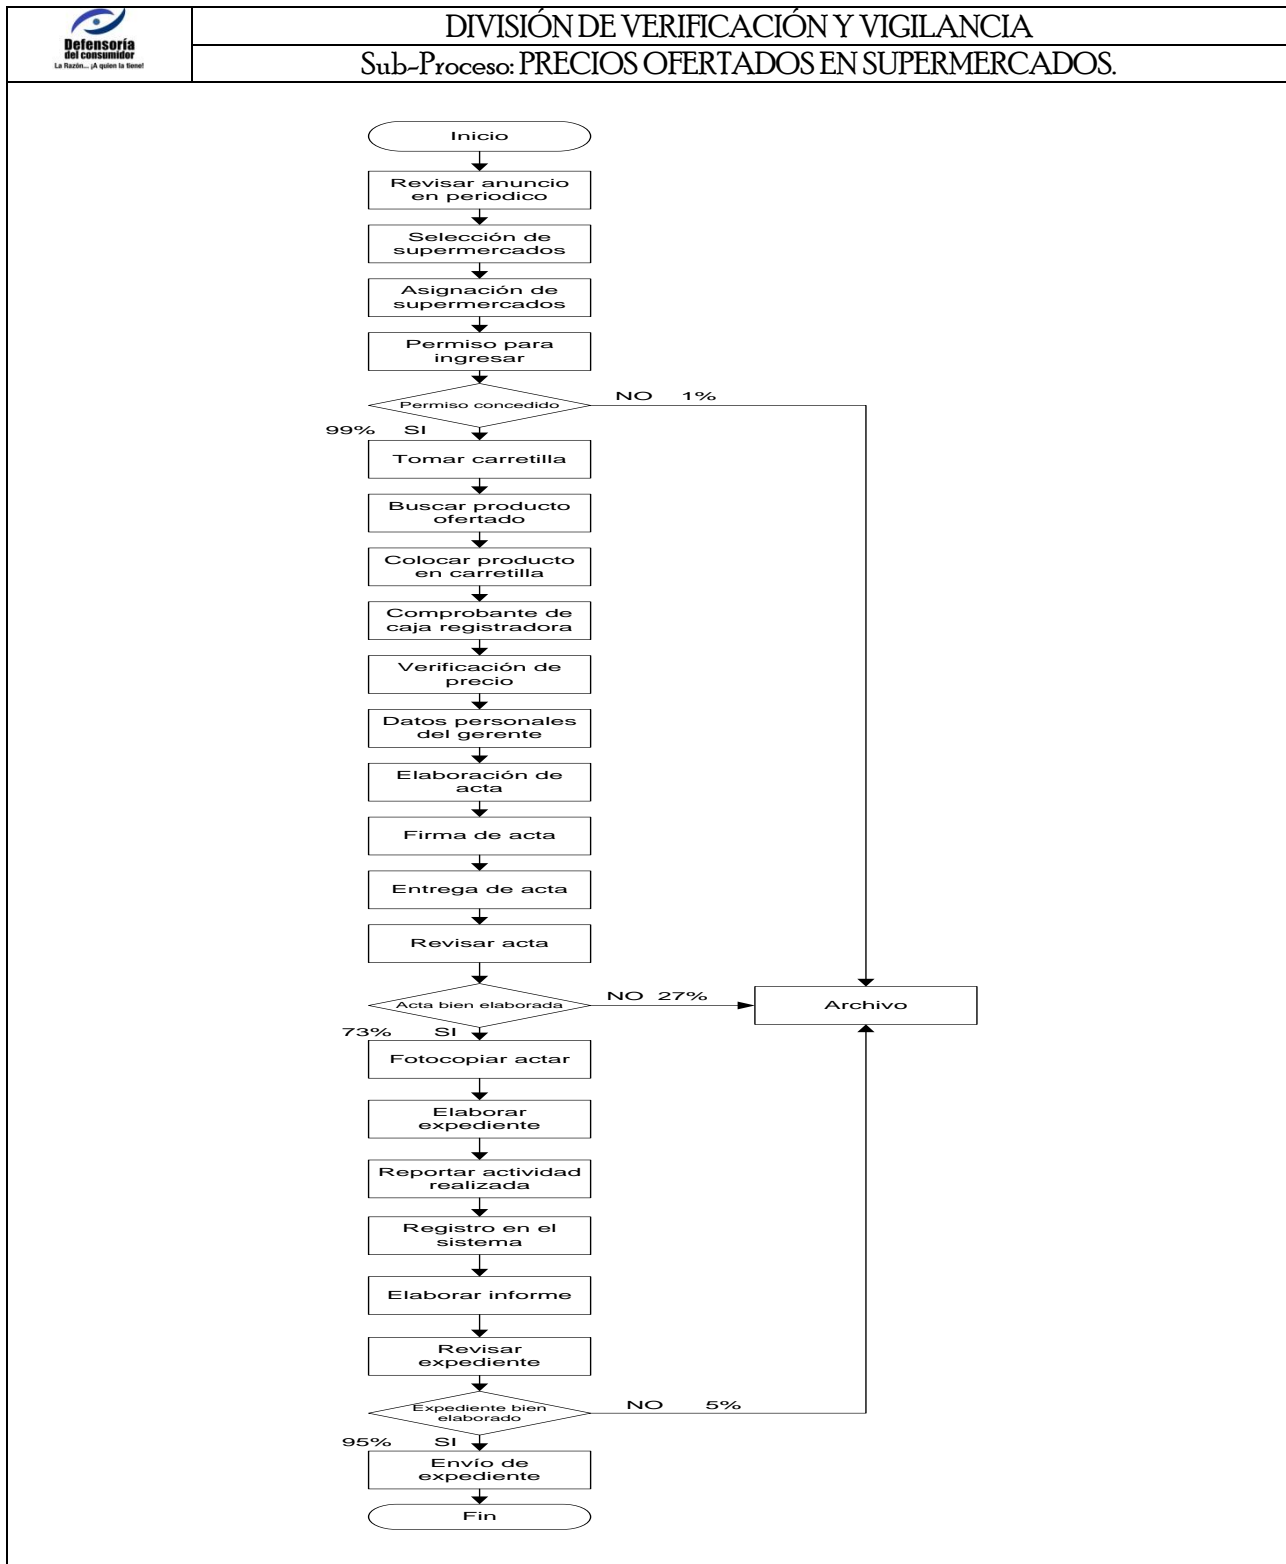 Defensoría
del consumidor
La Razón... ¡A quien la tiene!
DIVISIÓN DE VERIFICACIÓN Y VIGILANCIA
Sub-Proceso: PRECIOS OFERTADOS EN SUPERMERCADOS.
Inicio
Revisar anuncio
en periodico
Selección de
supermercados
Asignación de
supermercados
Permiso para
ingresar
Permiso concedido
NO 1%
99% SI
Tomar carretilla
Buscar producto
ofertado
Colocar producto
en carretilla
Comprobante de
caja registradora
Verificación de
precio
Datos personales
del gerente
Elaboración de
acta
Firma de acta
Entrega de acta
Revisar acta
Acta bien elaborada
NO 27%
Archivo
73% SI
Fotocopiar actar
Elaborar
expediente
Reportar actividad
realizada
Registro en el
sistema
Elaborar informe
Revisar
expediente
Expediente bien
elaborado
NO 5%
95% SI
Envío de
expediente
Fin